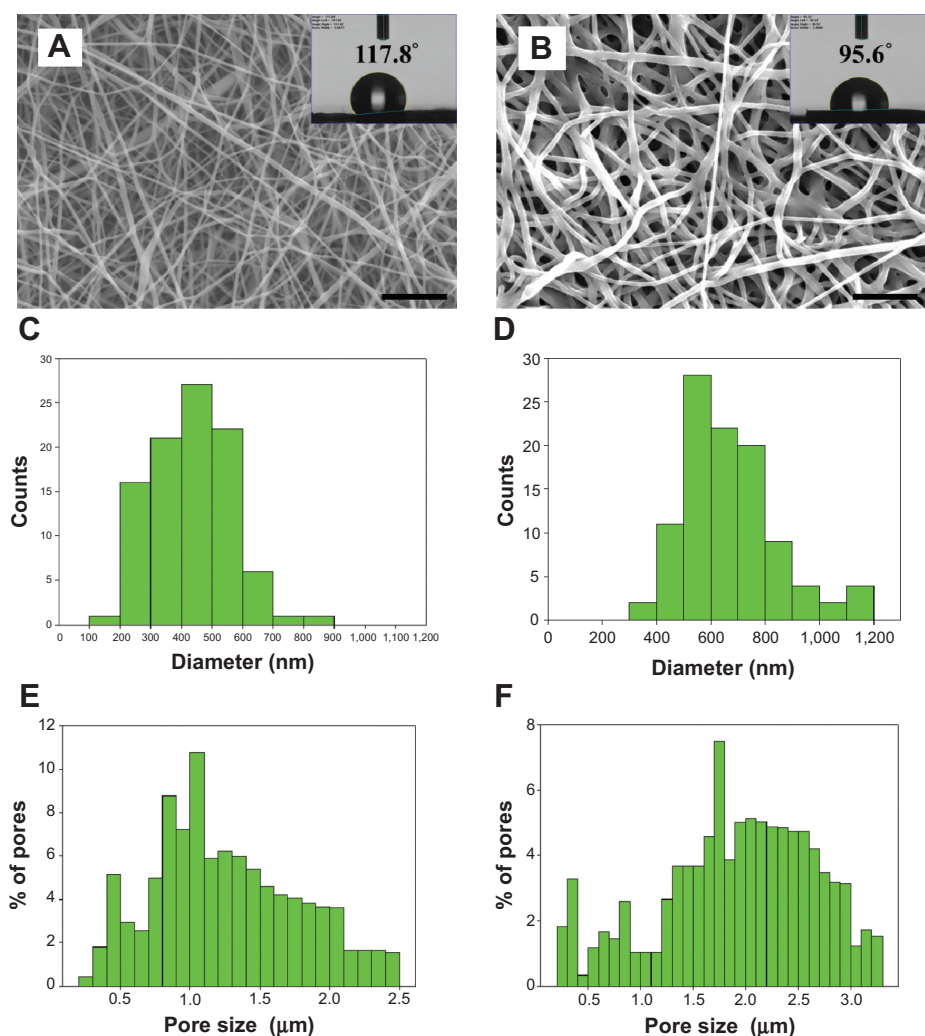 A
117.8°
B
95.6°
C
30
25
20
15
10
5
0
Counts
0 100 200 300 400 500 600 700 800 900 1,000 1,100 1,200
Diameter (nm)
D
30
25
20
15
10
5
0
Counts
0 200 400 600 800 1,000 1,200
Diameter (nm)
E
12
10
8
6
4
2
0
% of pores
0.5 1.0 1.5 2.0 2.5
Pore size (μm)
F
8
6
4
2
0
% of pores
0.5 1.0 1.5 2.0 2.5 3.0
Pore size (μm)